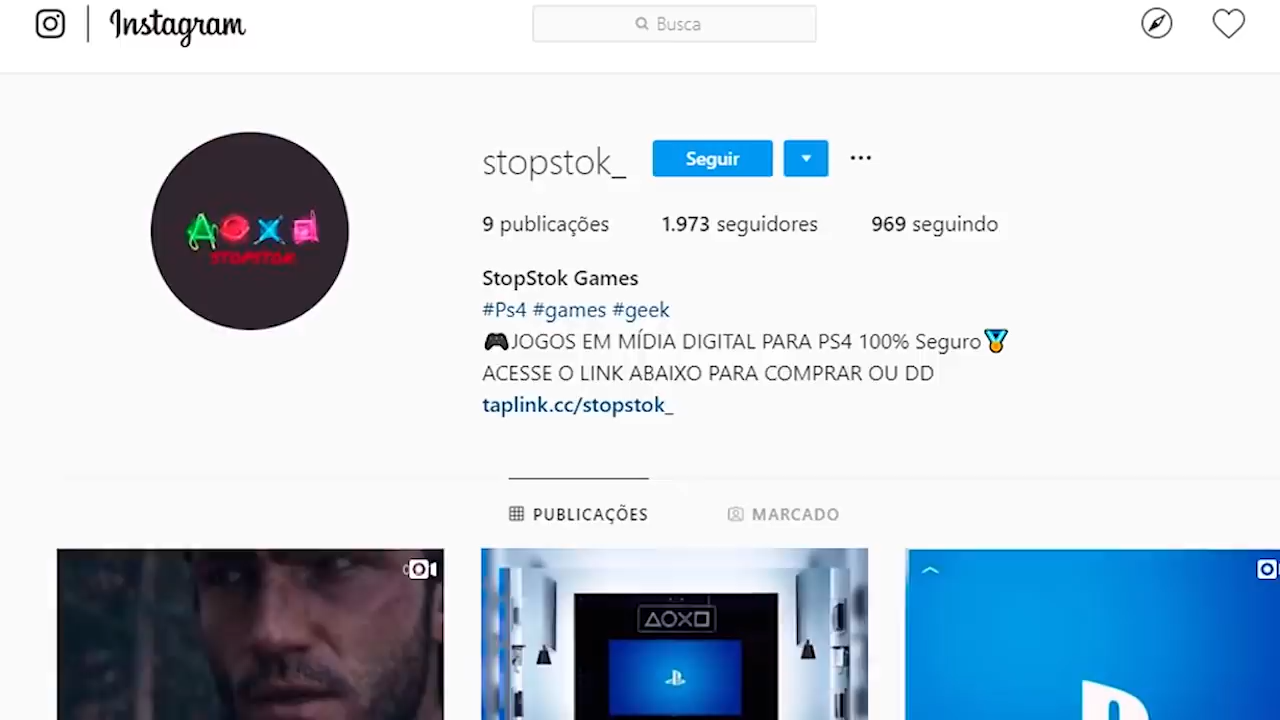 Instagram
Busca
stopstok_ Seguir
9 publicações 1.973 seguidores 969 seguindo
StopStok Games
#Ps4 #games #geek
JOGOS EM MÍDIA DIGITAL PARA PS4 100% Seguro
ACESSE O LINK ABAIXO PARA COMPRAR OU DD
taplink.cc/stopstok_
STOPSTOK
PUBLICAÇÕES MARCADO